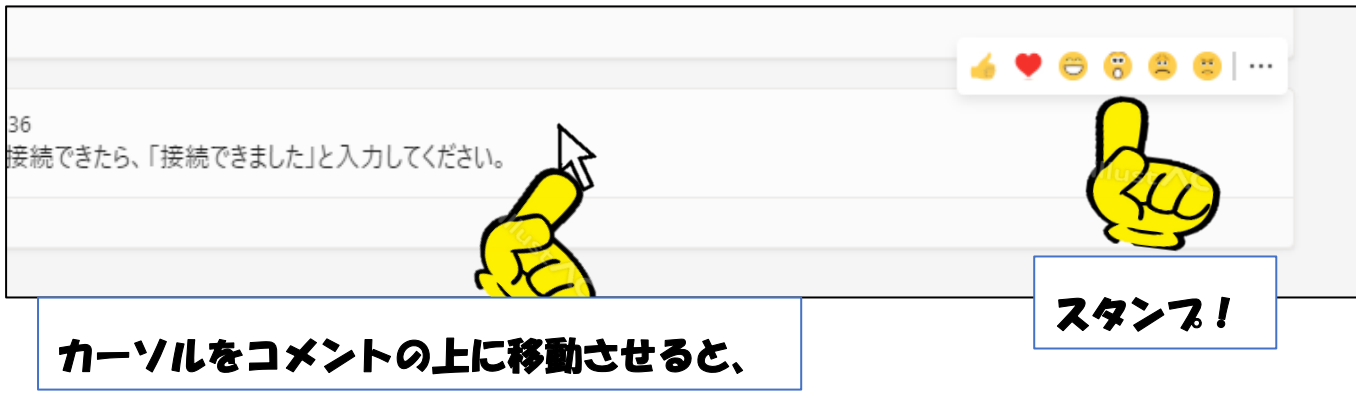 36
接続できたら、「接続できました」と入力してください。
スタンプ！
カーソルをコメントの上に移動させると、